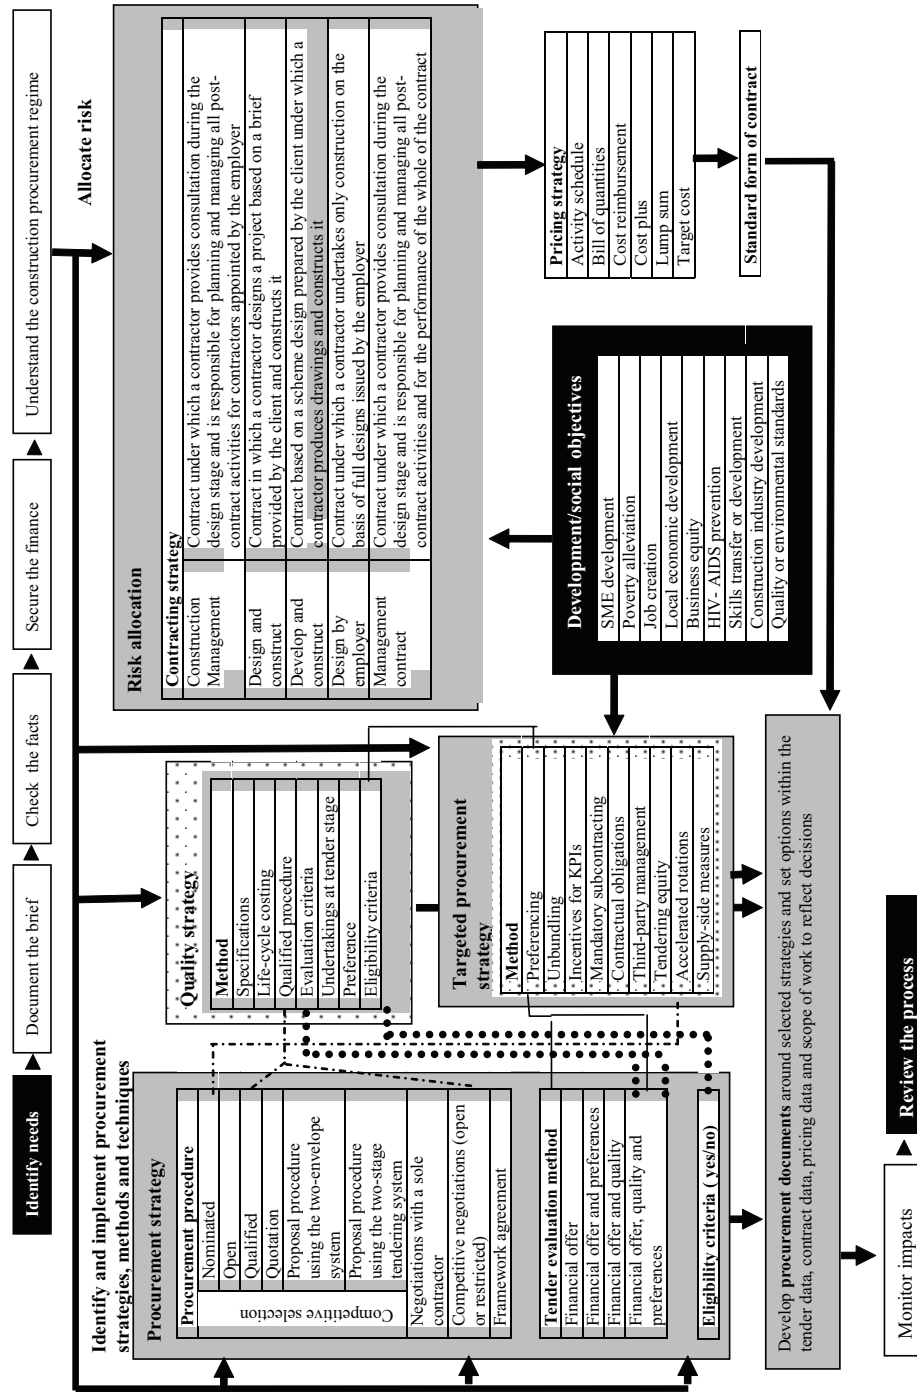 Identify needs
Document the brief
Check the facts
Secure the finance
Understand the construction procurement regime
Identify and implement procurement
strategies, methods and techniques
Allocate risk
Procurement strategy
Procurement procedure
Competitive selection
Nominated
Open
Qualified
Quotation
Proposal procedure
using the two-envelope
system
Proposal procedure
using the two-stage
tendering system
Negotiations with a sole
contractor
Competitive negotiations (open
or restricted)
Framework agreement
Tender evaluation method
Financial offer
Financial offer and preferences
Financial offer and quality
Financial offer, quality and
preferences
Eligibility criteria ( yes/no)
Quality strategy
Method
Specifications
Life-cycle costing
Qualified procedure
Evaluation criteria
Undertakings at tender stage
Preference
Eligibility criteria
Targeted procurement
strategy
Method
Preferencing
Unbundling
Incentives for KPIs
Mandatory subcontracting
Contractual obligations
Third-party management
Tendering equity
Accelerated rotations
Supply-side measures
Risk allocation
Contracting strategy
Construction
Management
Contract under which a contractor provides consultation during the
design stage and is responsible for planning and managing all post-
contract activities for contractors appointed by the employer
Design and
construct
Contract in which a contractor designs a project based on a brief
provided by the client and constructs it
Develop and
construct
Contract based on a scheme design prepared by the client under which a
contractor produces drawings and constructs it
Design by
employer
Contract under which a contractor undertakes only construction on the
basis of full designs issued by the employer
Management
contract
Contract under which a contractor provides consultation during the
design stage and is responsible for planning and managing all post-
contract activities and for the performance of the whole of the contract
Development/social objectives
SME development
Poverty alleviation
Job creation
Local economic development
Business equity
HIV- AIDS prevention
Skills transfer or development
Construction industry development
Quality or environmental standards
Pricing strategy
Activity schedule
Bill of quantities
Cost reimbursement
Cost plus
Lump sum
Target cost
Standard form of contract
Develop procurement documents around selected strategies and set options within the
tender data, contract data, pricing data and scope of work to reflect decisions
Monitor impacts
Review the process